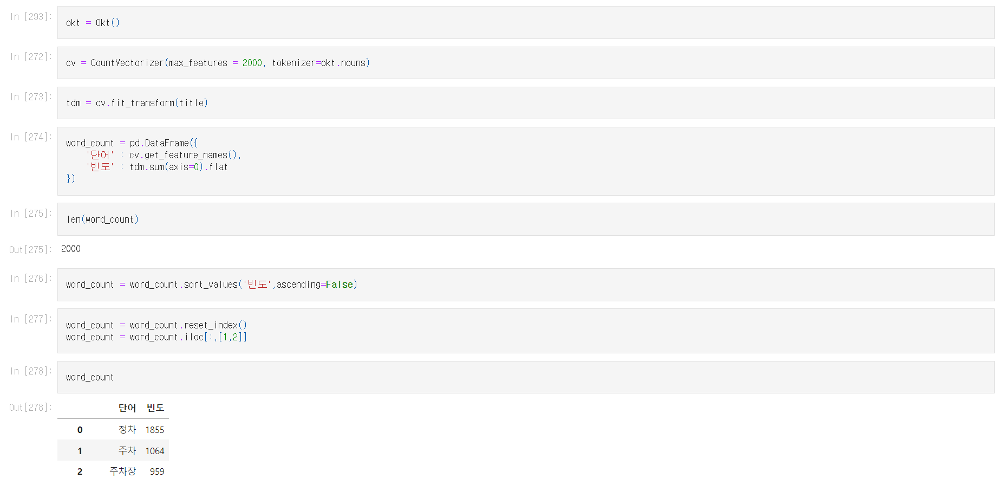 In [293]:
okt = Okt()
In [272]:
cv = CountVectorizer(max_features = 2000, tokenizer=okt.nouns)
In [273]:
tdm = cv.fit_transform(title)
In [274]:
word_count = pd.DataFrame({
    '단어' : cv.get_feature_names(),
    '빈도' : tdm.sum(axis=0).flat
})
In [275]:
len(word_count)
Out[275]: 2000
In [276]:
word_count = word_count.sort_values('빈도',ascending=False)
In [277]:
word_count = word_count.reset_index()
word_count = word_count.iloc[:,[1,2]]
In [278]:
word_count
Out[278]:
단어 빈도
0 정차 1855
1 주차 1064
2 주차장 959